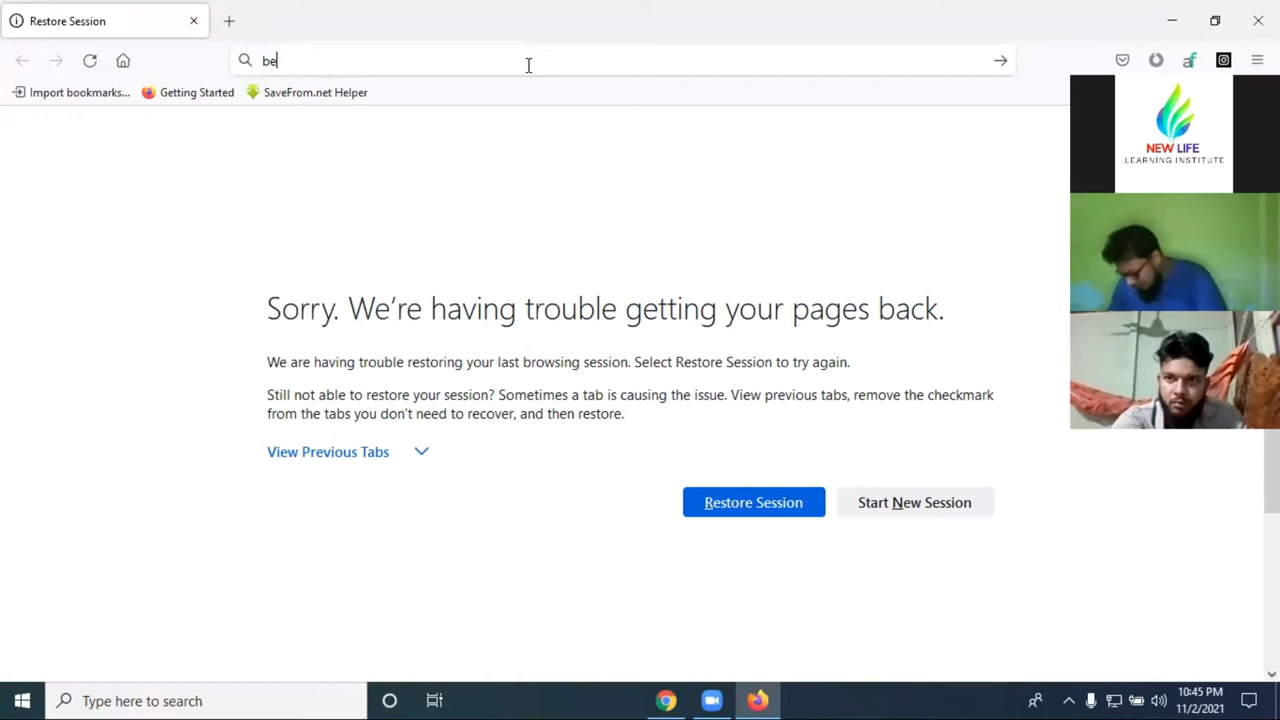 Restore Session
be
Import bookmarks...
Getting Started
SaveFrom.net Helper
af
NEW LIFE
LEARNING INSTITUTE
Sorry. We're having trouble getting your pages back.
We are having trouble restoring your last browsing session. Select Restore Session to try again.
Still not able to restore your session? Sometimes a tab is causing the issue. View previous tabs, remove the checkmark
from the tabs you don't need to recover, and then restore.
View Previous Tabs
Restore Session
Start New Session
Type here to search
10:45 PM
11/2/2021